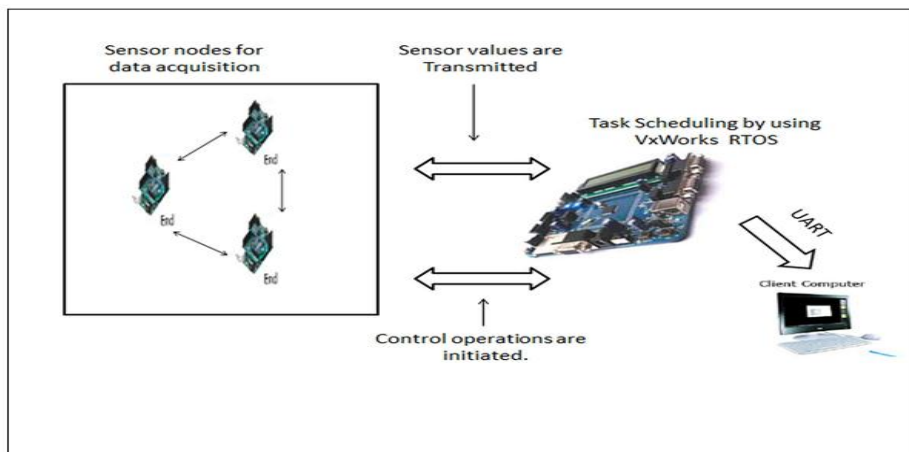 Sensor nodes for
data acquisition
Sensor values are
Transmitted
Task Scheduling by using
VxWorks RTOS
End
End
End
UART
Client Computer
Control operations are
initiated.